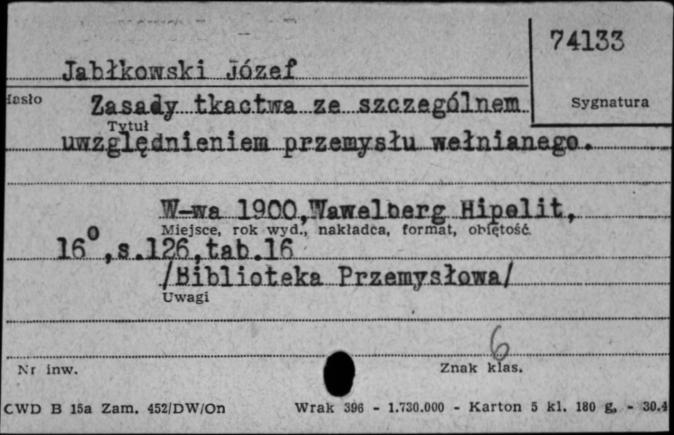 74133
Jabłkowski Józef
Hasło Zasady tkactwa ze szczególnem Sygnatura
Tytuł
uwzględnieniem przemysłu wełnianego.
W-wa 1900, Wawelberg Hipolit,
Miejsce, rok wyd., nakładca, format, objętość
16°, s.126, tab.16
/Biblioteka Przemysłowa/
Uwagi
6
Nr inw. Znak klas.
CWD B 15a Zam. 452/DW/On Wrak 396 - 1.730.000 - Karton 5 kl. 180 g, - 30.4